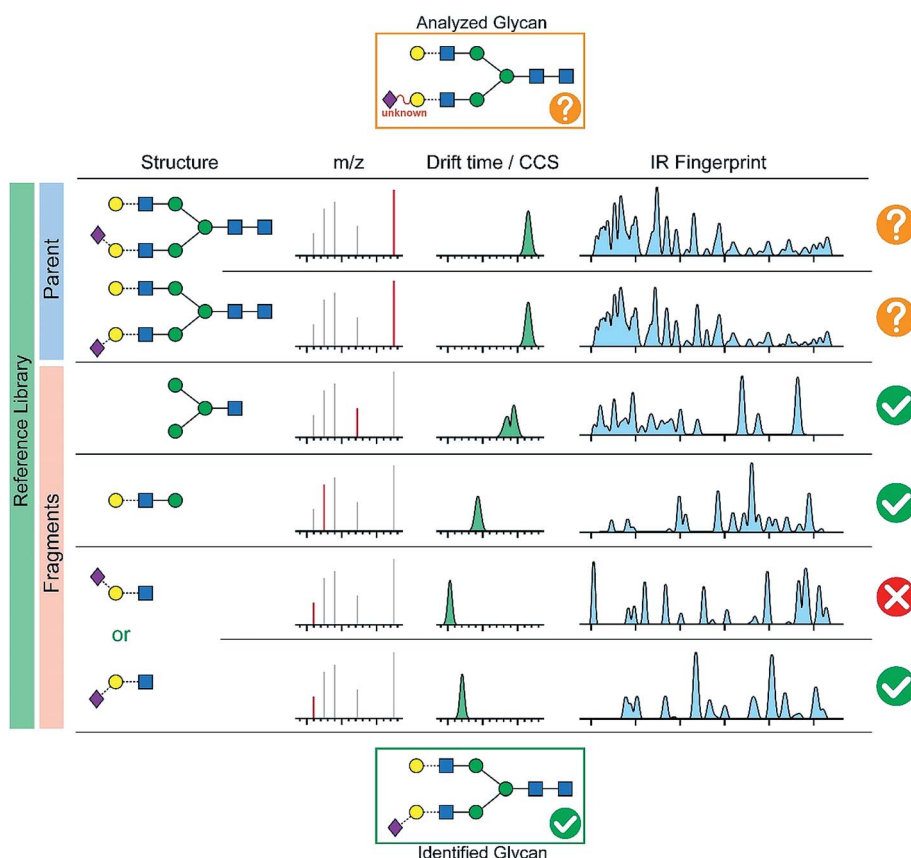 Analyzed Glycan
unknown
?
Structure
m/z
Drift time / CCS
IR Fingerprint
Reference Library
Parent
?
?
Fragments
or
Identified Glycan